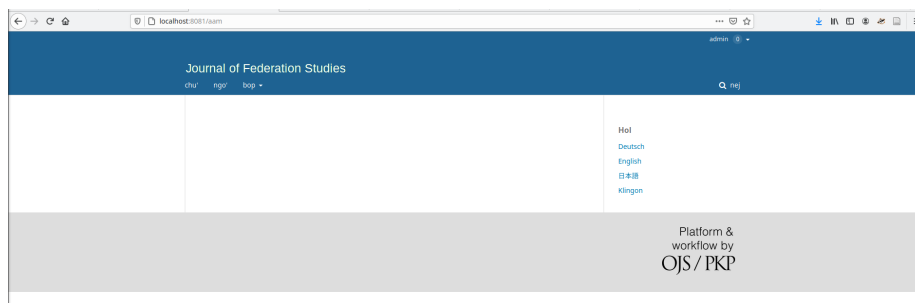 localhost:8081/aam
admin 0
Journal of Federation Studies
chu' ngo' bop
nej
Hol
Deutsch
English
日本語
Klingon
Platform &
workflow by
OJS / PKP